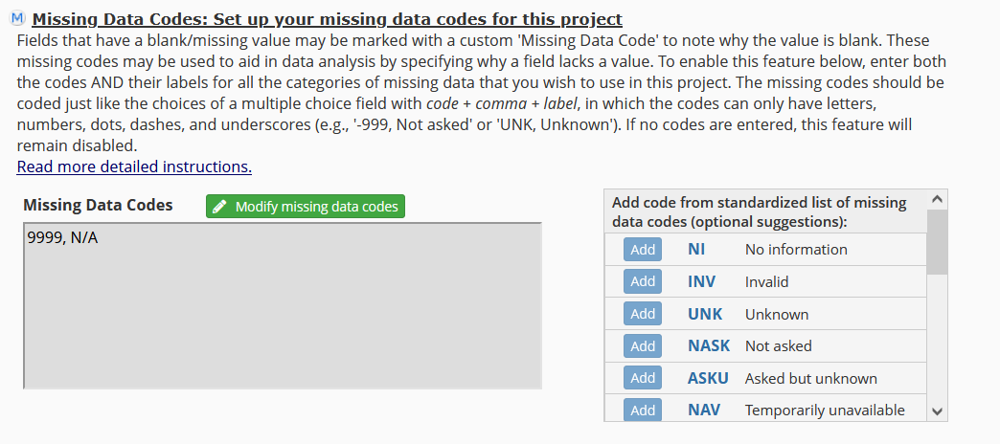 M Missing Data Codes: Set up your missing data codes for this project
Fields that have a blank/missing value may be marked with a custom 'Missing Data Code' to note why the value is blank. These
missing codes may be used to aid in data analysis by specifying why a field lacks a value. To enable this feature below, enter both
the codes AND their labels for all the categories of missing data that you wish to use in this project. The missing codes should be
coded just like the choices of a multiple choice field with code + comma + label, in which the codes can only have letters,
numbers, dots, dashes, and underscores (e.g., '-999, Not asked' or 'UNK, Unknown'). If no codes are entered, this feature will
remain disabled.
Read more detailed instructions.
Missing Data Codes
Modify missing data codes
9999, N/A
Add code from standardized list of missing
data codes (optional suggestions):
Add NI No information
Add INV Invalid
Add UNK Unknown
Add NASK Not asked
Add ASKU Asked but unknown
Add NAV Temporarily unavailable